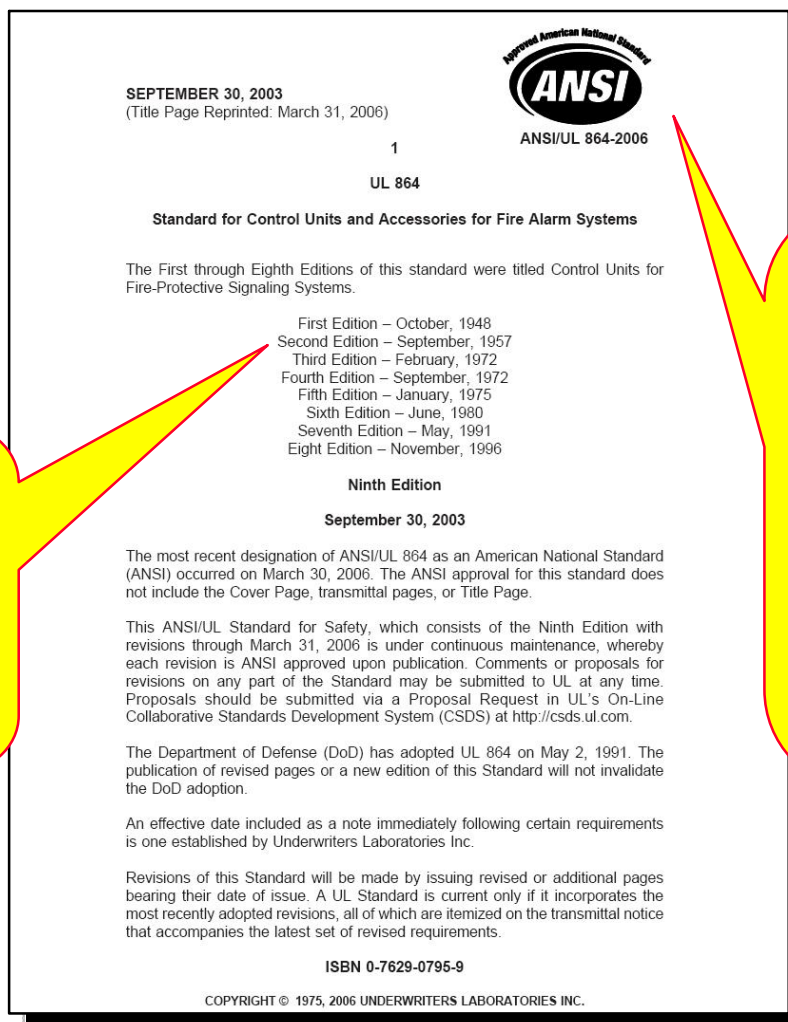 Approved American National Standard
ANSI
SEPTEMBER 30, 2003
(Title Page Reprinted: March 31, 2006)
ANSI/UL 864-2006
1
UL 864
Standard for Control Units and Accessories for Fire Alarm Systems
The First through Eighth Editions of this standard were titled Control Units for
Fire-Protective Signaling Systems.
First Edition – October, 1948
Second Edition – September, 1957
Third Edition – February, 1972
Fourth Edition – September, 1972
Fifth Edition – January, 1975
Sixth Edition – June, 1980
Seventh Edition – May, 1991
Eight Edition – November, 1996
Ninth Edition
September 30, 2003
The most recent designation of ANSI/UL 864 as an American National Standard
(ANSI) occurred on March 30, 2006. The ANSI approval for this standard does
not include the Cover Page, transmittal pages, or Title Page.
This ANSI/UL Standard for Safety, which consists of the Ninth Edition with
revisions through March 31, 2006 is under continuous maintenance, whereby
each revision is ANSI approved upon publication. Comments or proposals for
revisions on any part of the Standard may be submitted to UL at any time.
Proposals should be submitted via a Proposal Request in UL's On-Line
Collaborative Standards Development System (CSDS) at http://csds.ul.com.
The Department of Defense (DoD) has adopted UL 864 on May 2, 1991. The
publication of revised pages or a new edition of this Standard will not invalidate
the DoD adoption.
An effective date included as a note immediately following certain requirements
is one established by Underwriters Laboratories Inc.
Revisions of this Standard will be made by issuing revised or additional pages
bearing their date of issue. A UL Standard is current only if it incorporates the
most recently adopted revisions, all of which are itemized on the transmittal notice
that accompanies the latest set of revised requirements.
ISBN 0-7629-0795-9
COPYRIGHT © 1975, 2006 UNDERWRITERS LABORATORIES INC.